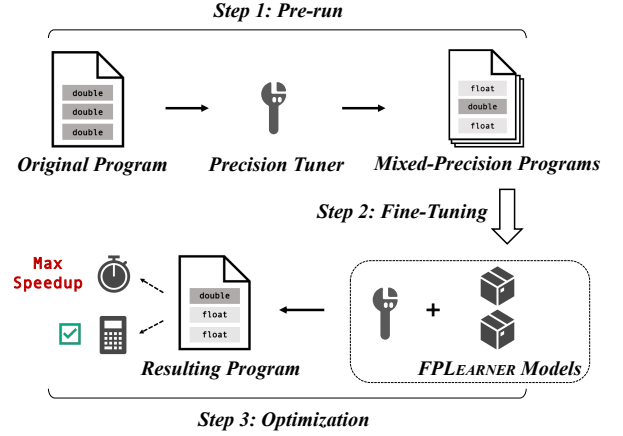 Step 1: Pre-run
double
double
double
float
double
float
Original Program
Precision Tuner
Mixed-Precision Programs
Step 2: Fine-Tuning
Max
Speedup
double
float
float
+
Resulting Program
FPLEARNER Models
Step 3: Optimization